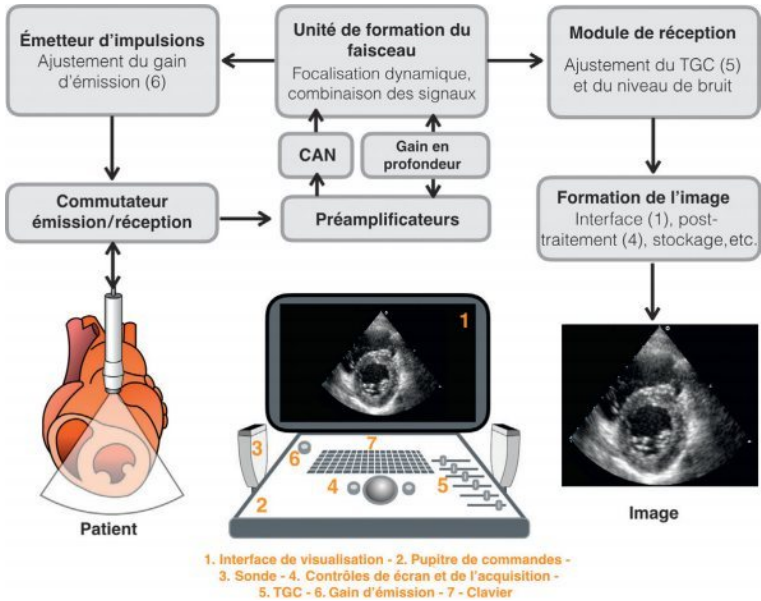 Émetteur d'impulsions
Ajustement du gain
d'émission (6)
Unité de formation du
faisceau
Focalisation dynamique,
combinaison des signaux
Module de réception
Ajustement du TGC (5)
et du niveau de bruit
CAN
Gain en
profondeur
Commutateur
émission/réception
Préamplificateurs
Formation de l'image
Interface (1), post-
traitement (4), stockage, etc.
1
3
6
7
4
5
2
Patient
Image
1. Interface de visualisation - 2. Pupitre de commandes -
3. Sonde - 4. Contrôles de écran et de l'acquisition -
5. TGC - 6. Gain d'émission - 7 - Clavier